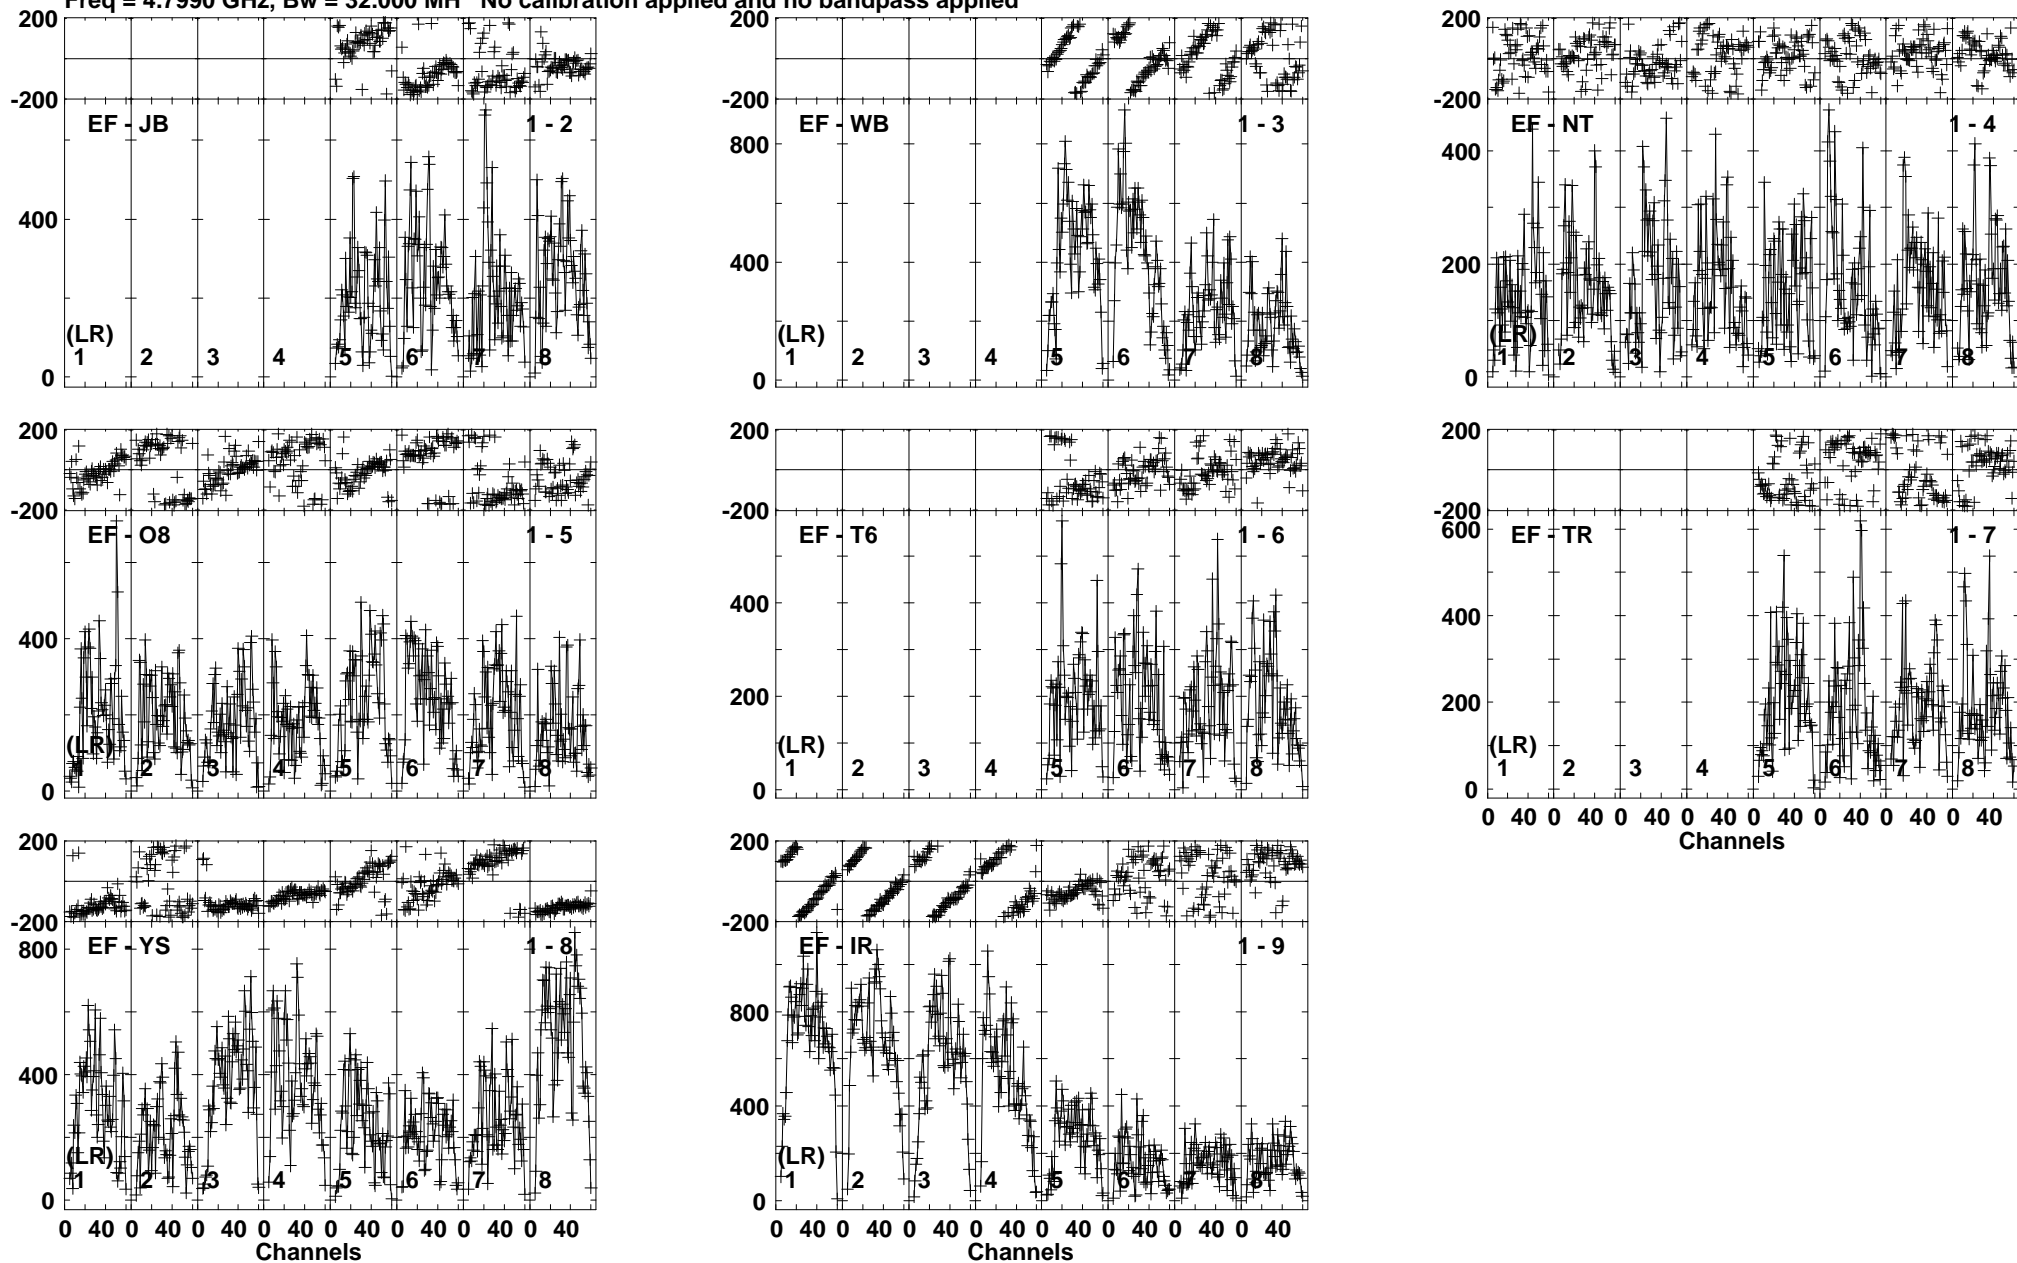 Freq = 4.7990 GHz, Bw = 32.000 MH No calibration applied and no bandpass applied
200
-200
EF - JB 1 - 2
400
(LR)
1 2 3 4 5 6 7 8
0
200
-200
EF - WB 1 - 3
800
400
(LR)
1 2 3 4 5 6 7 8
0
200
-200
EF - NT 1 - 4
400
200
(LR)
1 2 3 4 5 6 7 8
0
200
-200
EF - O8 1 - 5
400
(LR)
1 2 3 4 5 6 7 8
0
200
-200
EF - T6 1 - 6
400
200
(LR)
1 2 3 4 5 6 7 8
0
200
-200
EF - TR 1 - 7
600
400
200
(LR)
1 2 3 4 5 6 7 8
0
0 40 0 40 0 40 0 40 0 40 0 40 0 40 0 40
Channels
200
-200
EF - YS 1 - 8
800
400
(LR)
1 2 3 4 5 6 7 8
0
0 40 0 40 0 40 0 40 0 40 0 40 0 40 0 40
Channels
200
-200
EF - IR 1 - 9
800
400
(LR)
1 2 3 4 5 6 7 8
0
0 40 0 40 0 40 0 40 0 40 0 40 0 40 0 40
Channels